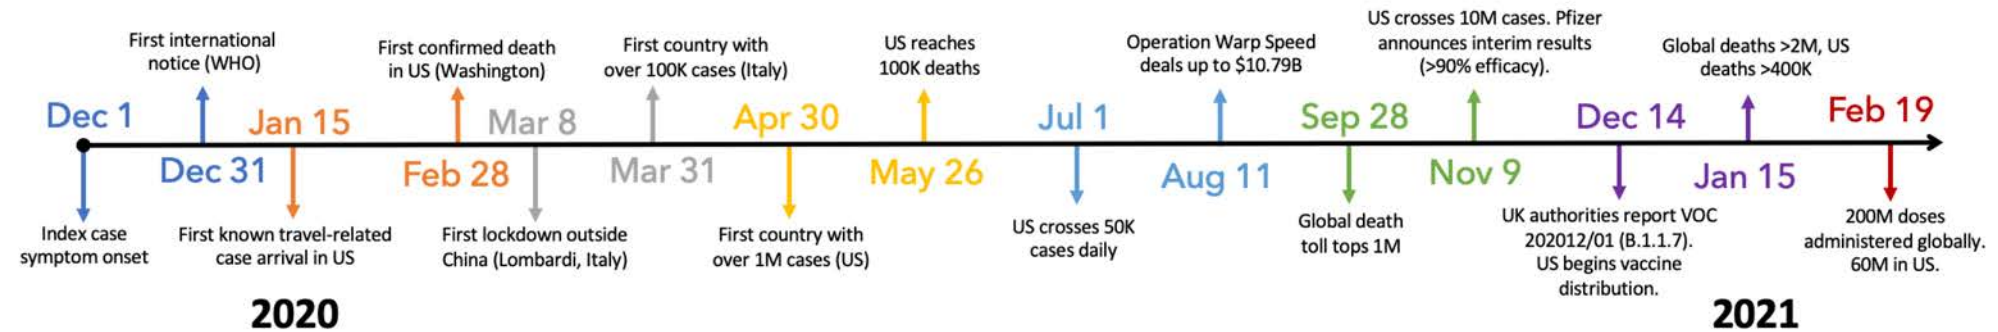 Dec 1
Index case
symptom onset
First international
notice (WHO)
Dec 31
Jan 15
First known travel-related
case arrival in US
First confirmed death
in US (Washington)
Feb 28
Mar 8
First lockdown outside
China (Lombardi, Italy)
First country with
over 100K cases (Italy)
Mar 31
Apr 30
First country with
over 1M cases (US)
US reaches
100K deaths
May 26
Jul 1
US crosses 50K
cases daily
Operation Warp Speed
deals up to $10.79B
Aug 11
Sep 28
Global death
toll tops 1M
US crosses 10M cases. Pfizer
announces interim results
(>90% efficacy).
Nov 9
Dec 14
UK authorities report VOC
202012/01 (B.1.1.7).
US begins vaccine
distribution.
Global deaths >2M, US
deaths >400K
Jan 15
Feb 19
200M doses
administered globally.
60M in US.
2020
2021